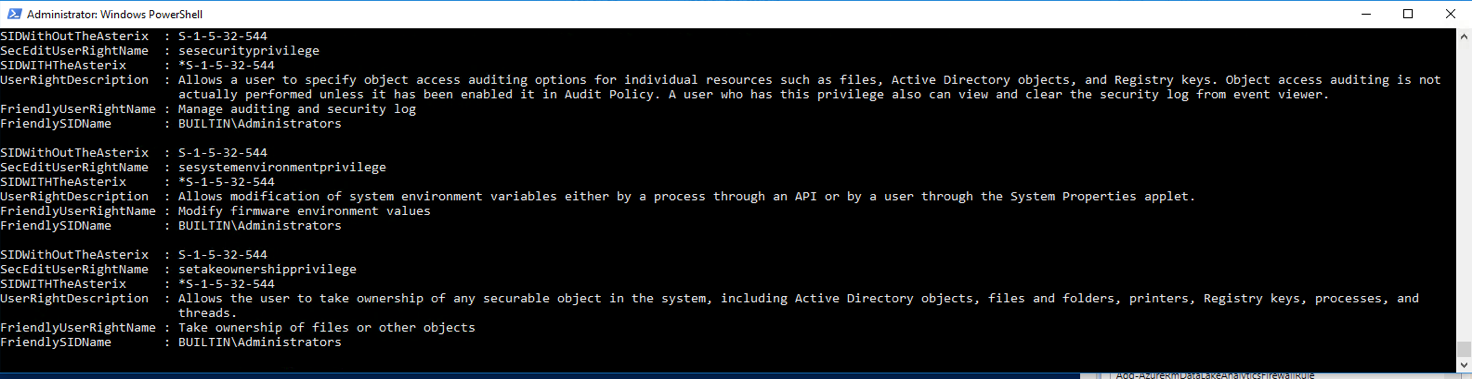 Administrator: Windows PowerShell
SIDWithOutTheAsterix  : S-1-5-32-544
SecEditUserRightName  : sesecurityprivilege
SIDWITHTheAsterix     : *S-1-5-32-544
UserRightDescription  : Allows a user to specify object access auditing options for individual resources such as files, Active Directory objects, and Registry keys. Object access auditing is not
actually performed unless it has been enabled it in Audit Policy. A user who has this privilege also can view and clear the security log from event viewer.
FriendlyUserRightName : Manage auditing and security log
FriendlySIDName       : BUILTIN\Administrators
SIDWithOutTheAsterix  : S-1-5-32-544
SecEditUserRightName  : sesystemenvironmentprivilege
SIDWITHTheAsterix     : *S-1-5-32-544
UserRightDescription  : Allows modification of system environment variables either by a process through an API or by a user through the System Properties applet.
FriendlyUserRightName : Modify firmware environment values
FriendlySIDName       : BUILTIN\Administrators
SIDWithOutTheAsterix  : S-1-5-32-544
SecEditUserRightName  : setakeownershipprivilege
SIDWITHTheAsterix     : *S-1-5-32-544
UserRightDescription  : Allows the user to take ownership of any securable object in the system, including Active Directory objects, files and folders, printers, Registry keys, processes, and
threads.
FriendlyUserRightName : Take ownership of files or other objects
FriendlySIDName       : BUILTIN\Administrators
Add-AzureRmDataLakeAnalyticsFirewallRule